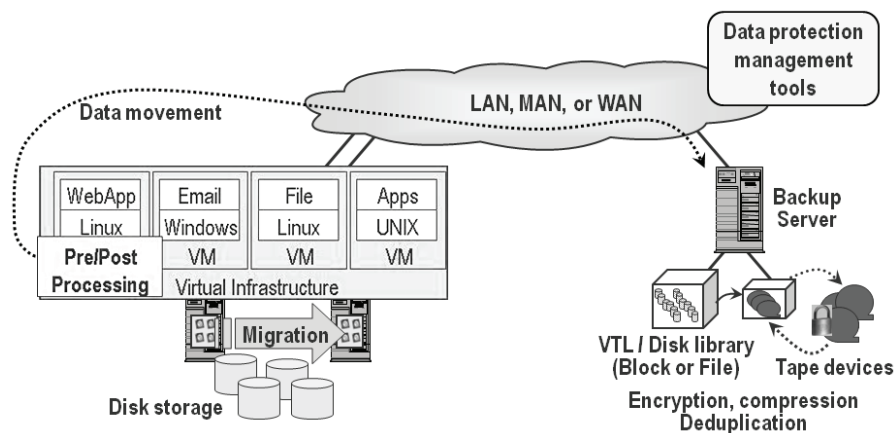 Data protection
management
tools
LAN, MAN, or WAN
Data movement
WebApp
Linux
Email
Windows
VM
File
Linux
VM
Apps
UNIX
VM
Pre/Post
Processing
Virtual Infrastructure
Migration
Disk storage
Backup
Server
VTL / Disk library
(Block or File)
Tape devices
Encryption, compression
Deduplication